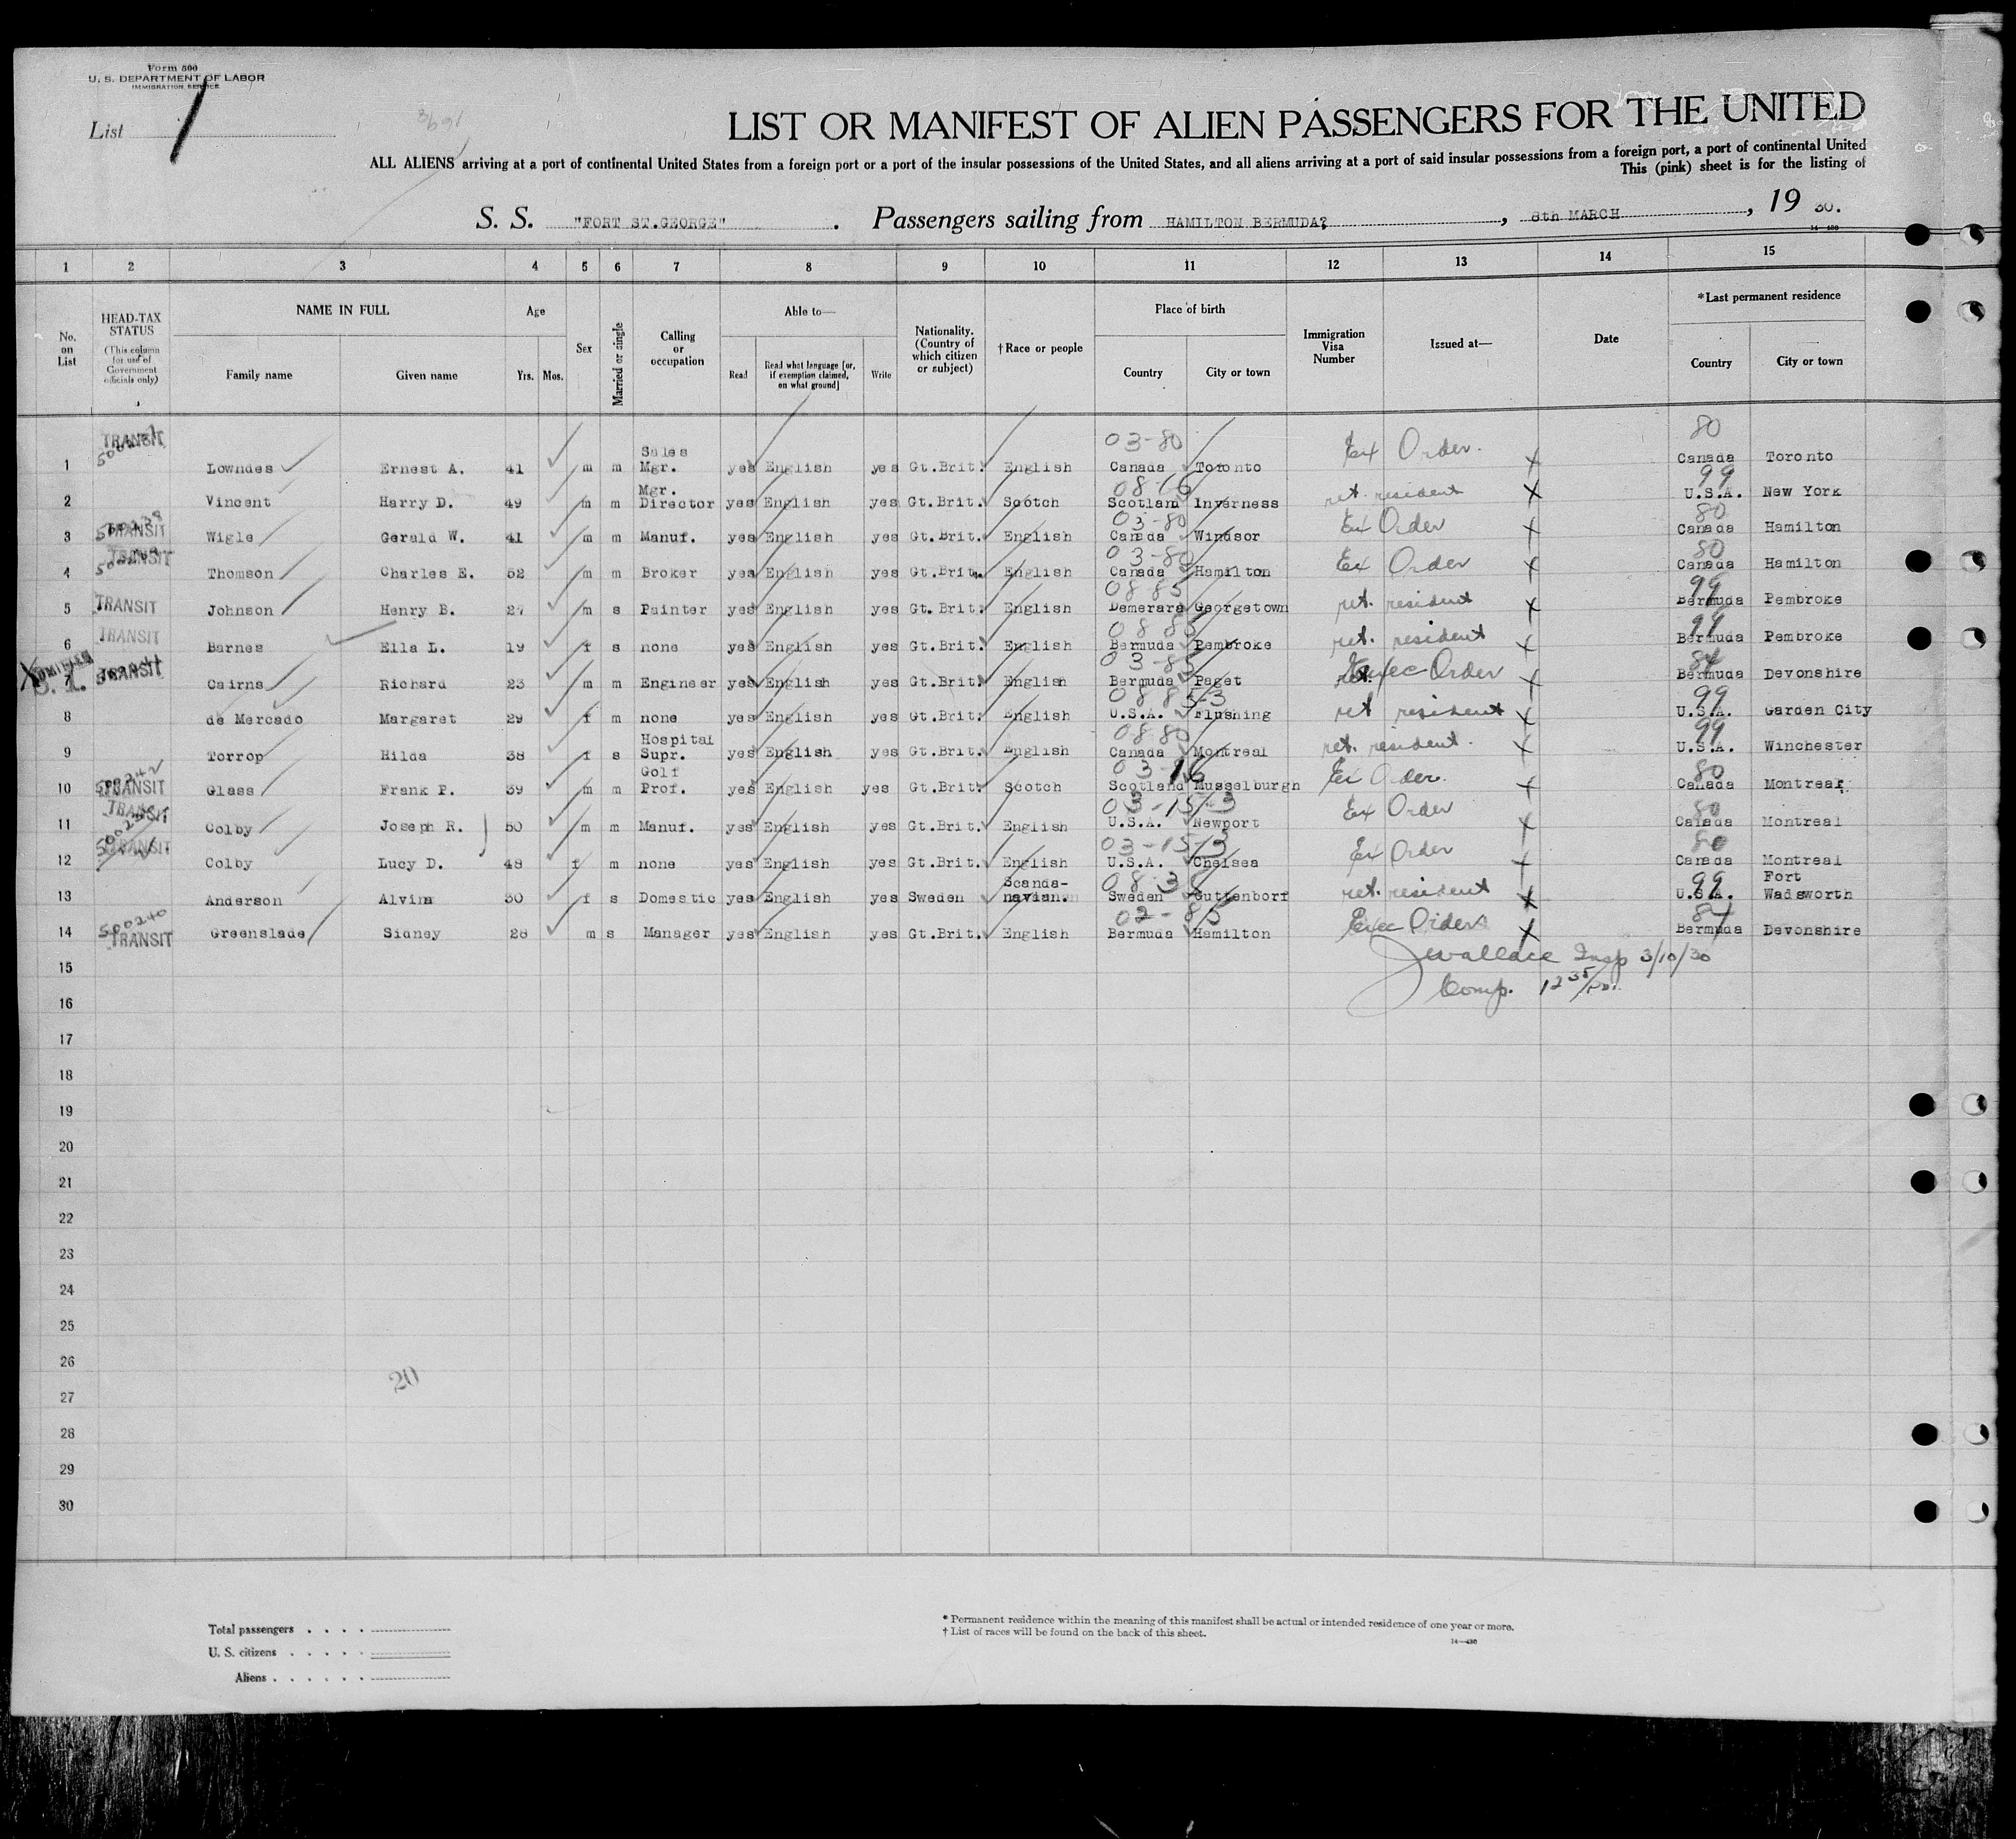 Form 500
U. S. DEPARTMENT OF LABOR
IMMIGRATION SERVICE
List 1
3691
LIST OR MANIFEST OF ALIEN PASSENGERS FOR THE UNITED
ALL ALIENS arriving at a port of continental United States from a foreign port or a port of the insular possessions of the United States, and all aliens arriving at a port of said insular possessions from a foreign port, a port of continental United
This (pink) sheet is for the listing of
S. S. "FORT ST.GEORGE". Passengers sailing from HAMILTON BERMUDA?, 8th MARCH, 19 30.
14-430
1 2 3 4 5 6 7 8 9 10 11 12 13 14 15
No. on List
HEAD-TAX STATUS (This column for use of Government officials only)
NAME IN FULL Family name Given name
Age Yrs. Mos.
Sex
Married or single
Calling or occupation
Able to— Read Read what language [or, if exemption claimed, on what ground] Write
Nationality. (Country of which citizen or subject)
†Race or people
Place of birth Country City or town
Immigration Visa Number
Issued at—
Date
*Last permanent residence Country City or town
1 TRANSIT Lowndes Ernest A. 41 m m Sales Mgr. yes English yes Gt.Brit. English 03-80 Canada Toronto Ex Order. X 80 Canada Toronto
2 Vincent Harry D. 49 m m Mgr. Director yes English yes Gt.Brit. Scotch 08-16 Scotland Inverness ret. resident X 99 U.S.A. New York
3 TRANSIT Wigle Gerald W. 41 m m Manuf. yes English yes Gt.Brit. English 03-80 Canada Windsor Ex Order X 80 Canada Hamilton
4 TRANSIT Thomson Charles E. 52 m m Broker yes English yes Gt.Brit. English 03-80 Canada Hamilton Ex Order X 80 Canada Hamilton
5 TRANSIT Johnson Henry B. 27 m s Painter yes English yes Gt.Brit. English 08 85 Demerara Georgetown ret. resident X 99 Bermuda Pembroke
6 TRANSIT Barnes Ella L. 19 f s none yes English yes Gt.Brit. English 08 85 Bermuda Pembroke ret. resident X 99 Bermuda Pembroke
7 X ADMITTED S. I. TRANSIT Cairns Richard 23 m m Engineer yes English yes Gt.Brit. English 03-85 Bermuda Paget Exec Order X 84 Bermuda Devonshire
8 de Mercado Margaret 29 f m none yes English yes Gt.Brit. English 08 85-3 U.S.A. Flushing ret resident X 99 U.S.A. Garden City
9 Torrop Hilda 38 f s Hospital Supr. yes English yes Gt.Brit. English 08 80 Canada Montreal ret. resident. X 99 U.S.A. Winchester
10 500242 TRANSIT Glass Frank P. 39 m m Golf Prof. yes English yes Gt.Brit. Scotch 03-16 Scotland Musselburgh Ex Order. X 80 Canada Montreal
11 TRANSIT Colby Joseph R. 50 m m Manuf. yes English yes Gt.Brit. English 03-15-3 U.S.A. Newport Ex Order X 80 Canada Montreal
12 TRANSIT Colby Lucy D. 48 f m none yes English yes Gt.Brit. English 03-15-3 U.S.A. Chelsea Ex Order X 80 Canada Montreal
13 Anderson Alvina 30 f s Domestic yes English yes Sweden Scanda-navian. 08 38 Sweden Guttenborf ret. resident X 99 U.S.A. Fort Wadsworth
14 500240 TRANSIT Greenslade Sidney 28 m s Manager yes English yes Gt.Brit. English 02-85 Bermuda Hamilton Exec Order X 84 Bermuda Devonshire
15 Jwallace Insp 3/10/30
16 Comp. 12 35/
17
18
19
20
21
22
23
24
25
26
20
27
28
29
30
Total passengers
U. S. citizens
Aliens
* Permanent residence within the meaning of this manifest shall be actual or intended residence of one year or more.
† List of races will be found on the back of this sheet.
14-430